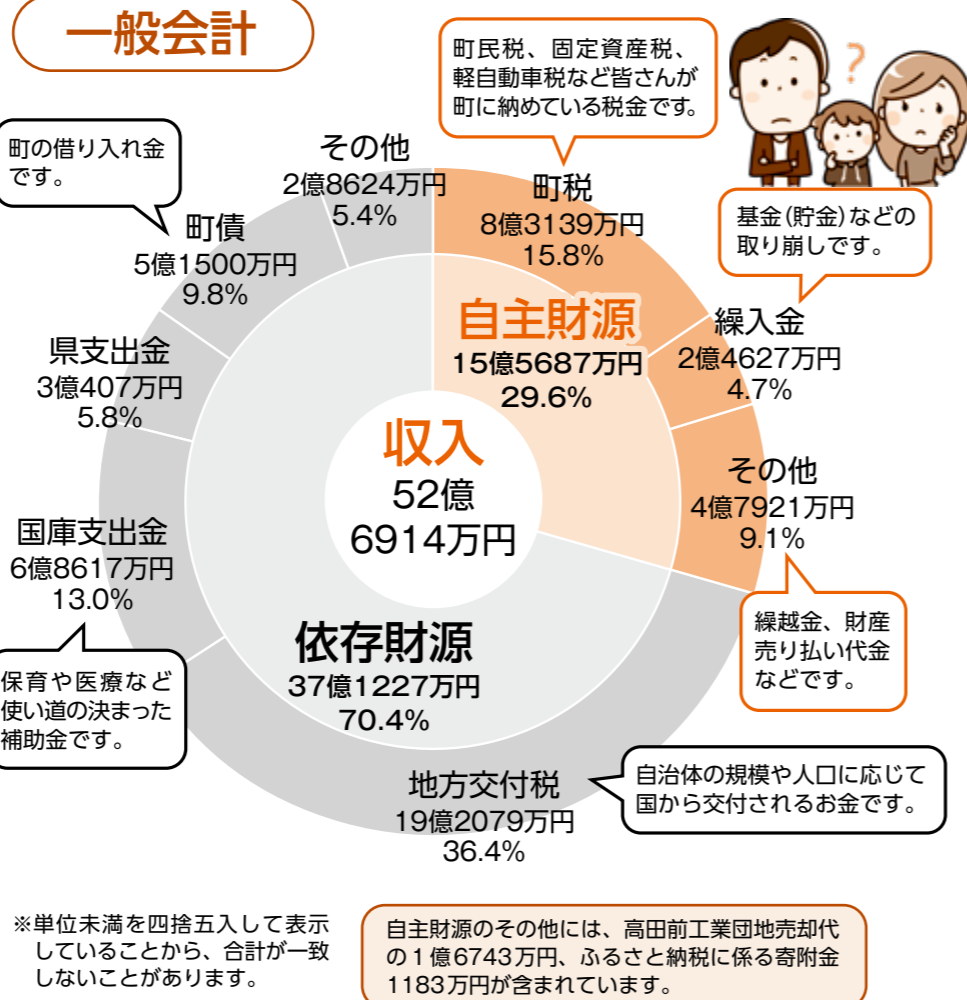 一般会計
町民税、固定資産税、
軽自動車税など皆さんが
町に納めている税金です。
?
町の借り入れ金
です。
その他
2億8624万円
5.4%
町税
8億3139万円
15.8%
基金(貯金)などの
取り崩しです。
町債
5億1500万円
9.8%
自主財源
15億5687万円
29.6%
繰入金
2億4627万円
4.7%
県支出金
3億407万円
5.8%
収入
52億
6914万円
その他
4億7921万円
9.1%
国庫支出金
6億8617万円
13.0%
繰越金、財産
売り払い代金
などです。
依存財源
37億1227万円
70.4%
保育や医療など
使い道の決まった
補助金です。
地方交付税
19億2079万円
36.4%
自治体の規模や人口に応じて
国から交付されるお金です。
※単位未満を四捨五入して表示
していることから、合計が一致
しないことがあります。
自主財源のその他には、高田前工業団地売却代
の1億6743万円、ふるさと納税に係る寄附金
1183万円が含まれています。